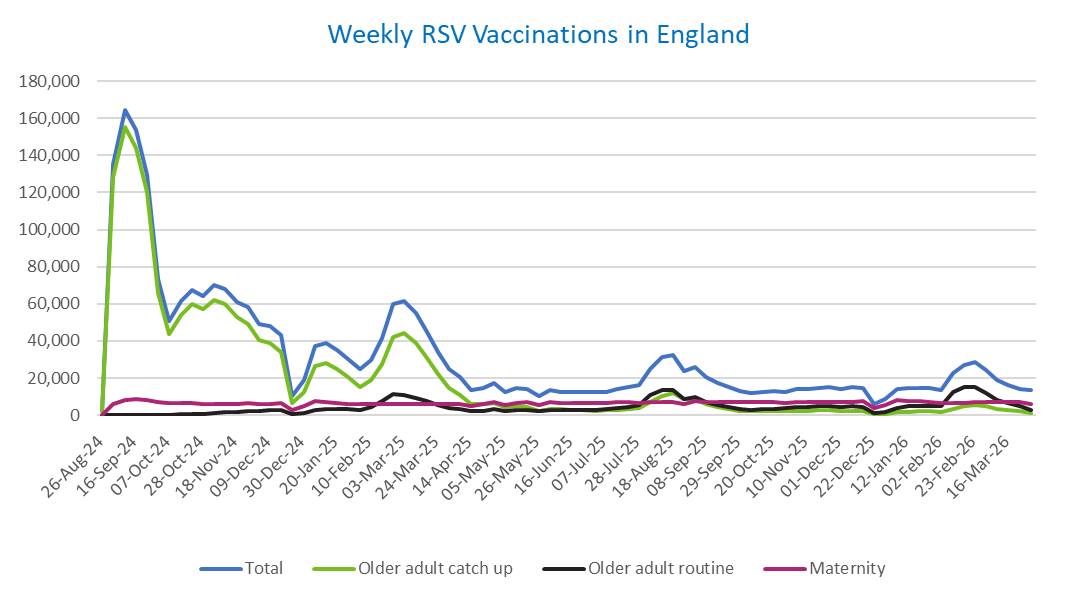 Weekly RSV Vaccinations in England
180,000
160,000
140,000
120,000
100,000
80,000
60,000
40,000
20,000
0
26-Aug-24
16-Sep-24
07-Oct-24
28-Oct-24
18-Nov-24
09-Dec-24
30-Dec-24
20-Jan-25
10-Feb-25
03-Mar-25
24-Mar-25
14-Apr-25
05-May-25
26-May-25
16-Jun-25
07-Jul-25
28-Jul-25
18-Aug-25
08-Sep-25
29-Sep-25
20-Oct-25
10-Nov-25
01-Dec-25
22-Dec-25
12-Jan-26
02-Feb-26
23-Feb-26
16-Mar-26
Total
Older adult catch up
Older adult routine
Maternity